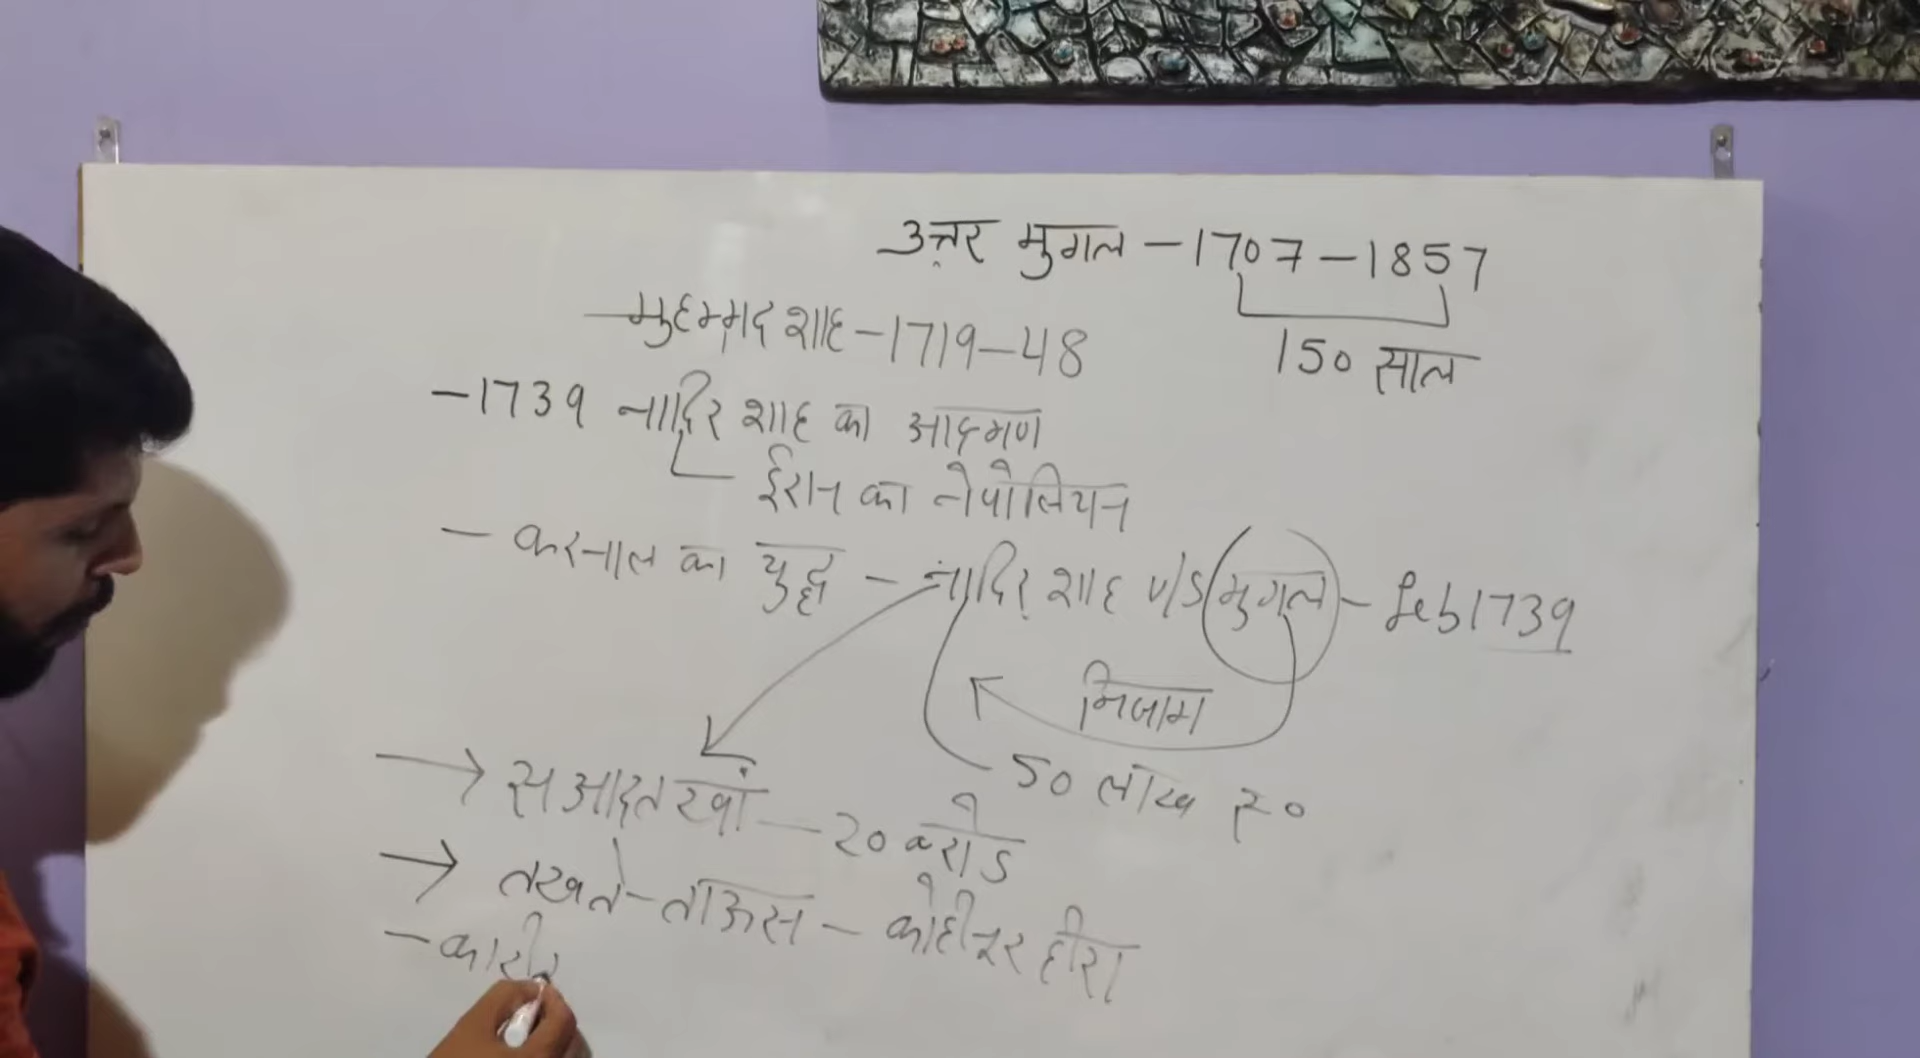 उत्तर मुगल - 1707 - 1857
150 साल
मुहम्मद शाह - 1719 - 48
- 1739 नादिर शाह का आक्रमण
ईरान का नेपोलियन
- करनाल का युद्ध - नादिर शाह v/s मुगल - feb 1739
निजाम
50 लाख रु०
→ सआदत खां - 20 करोड
→ तख्ते - ताऊस - कोहीनूर हीरा
-